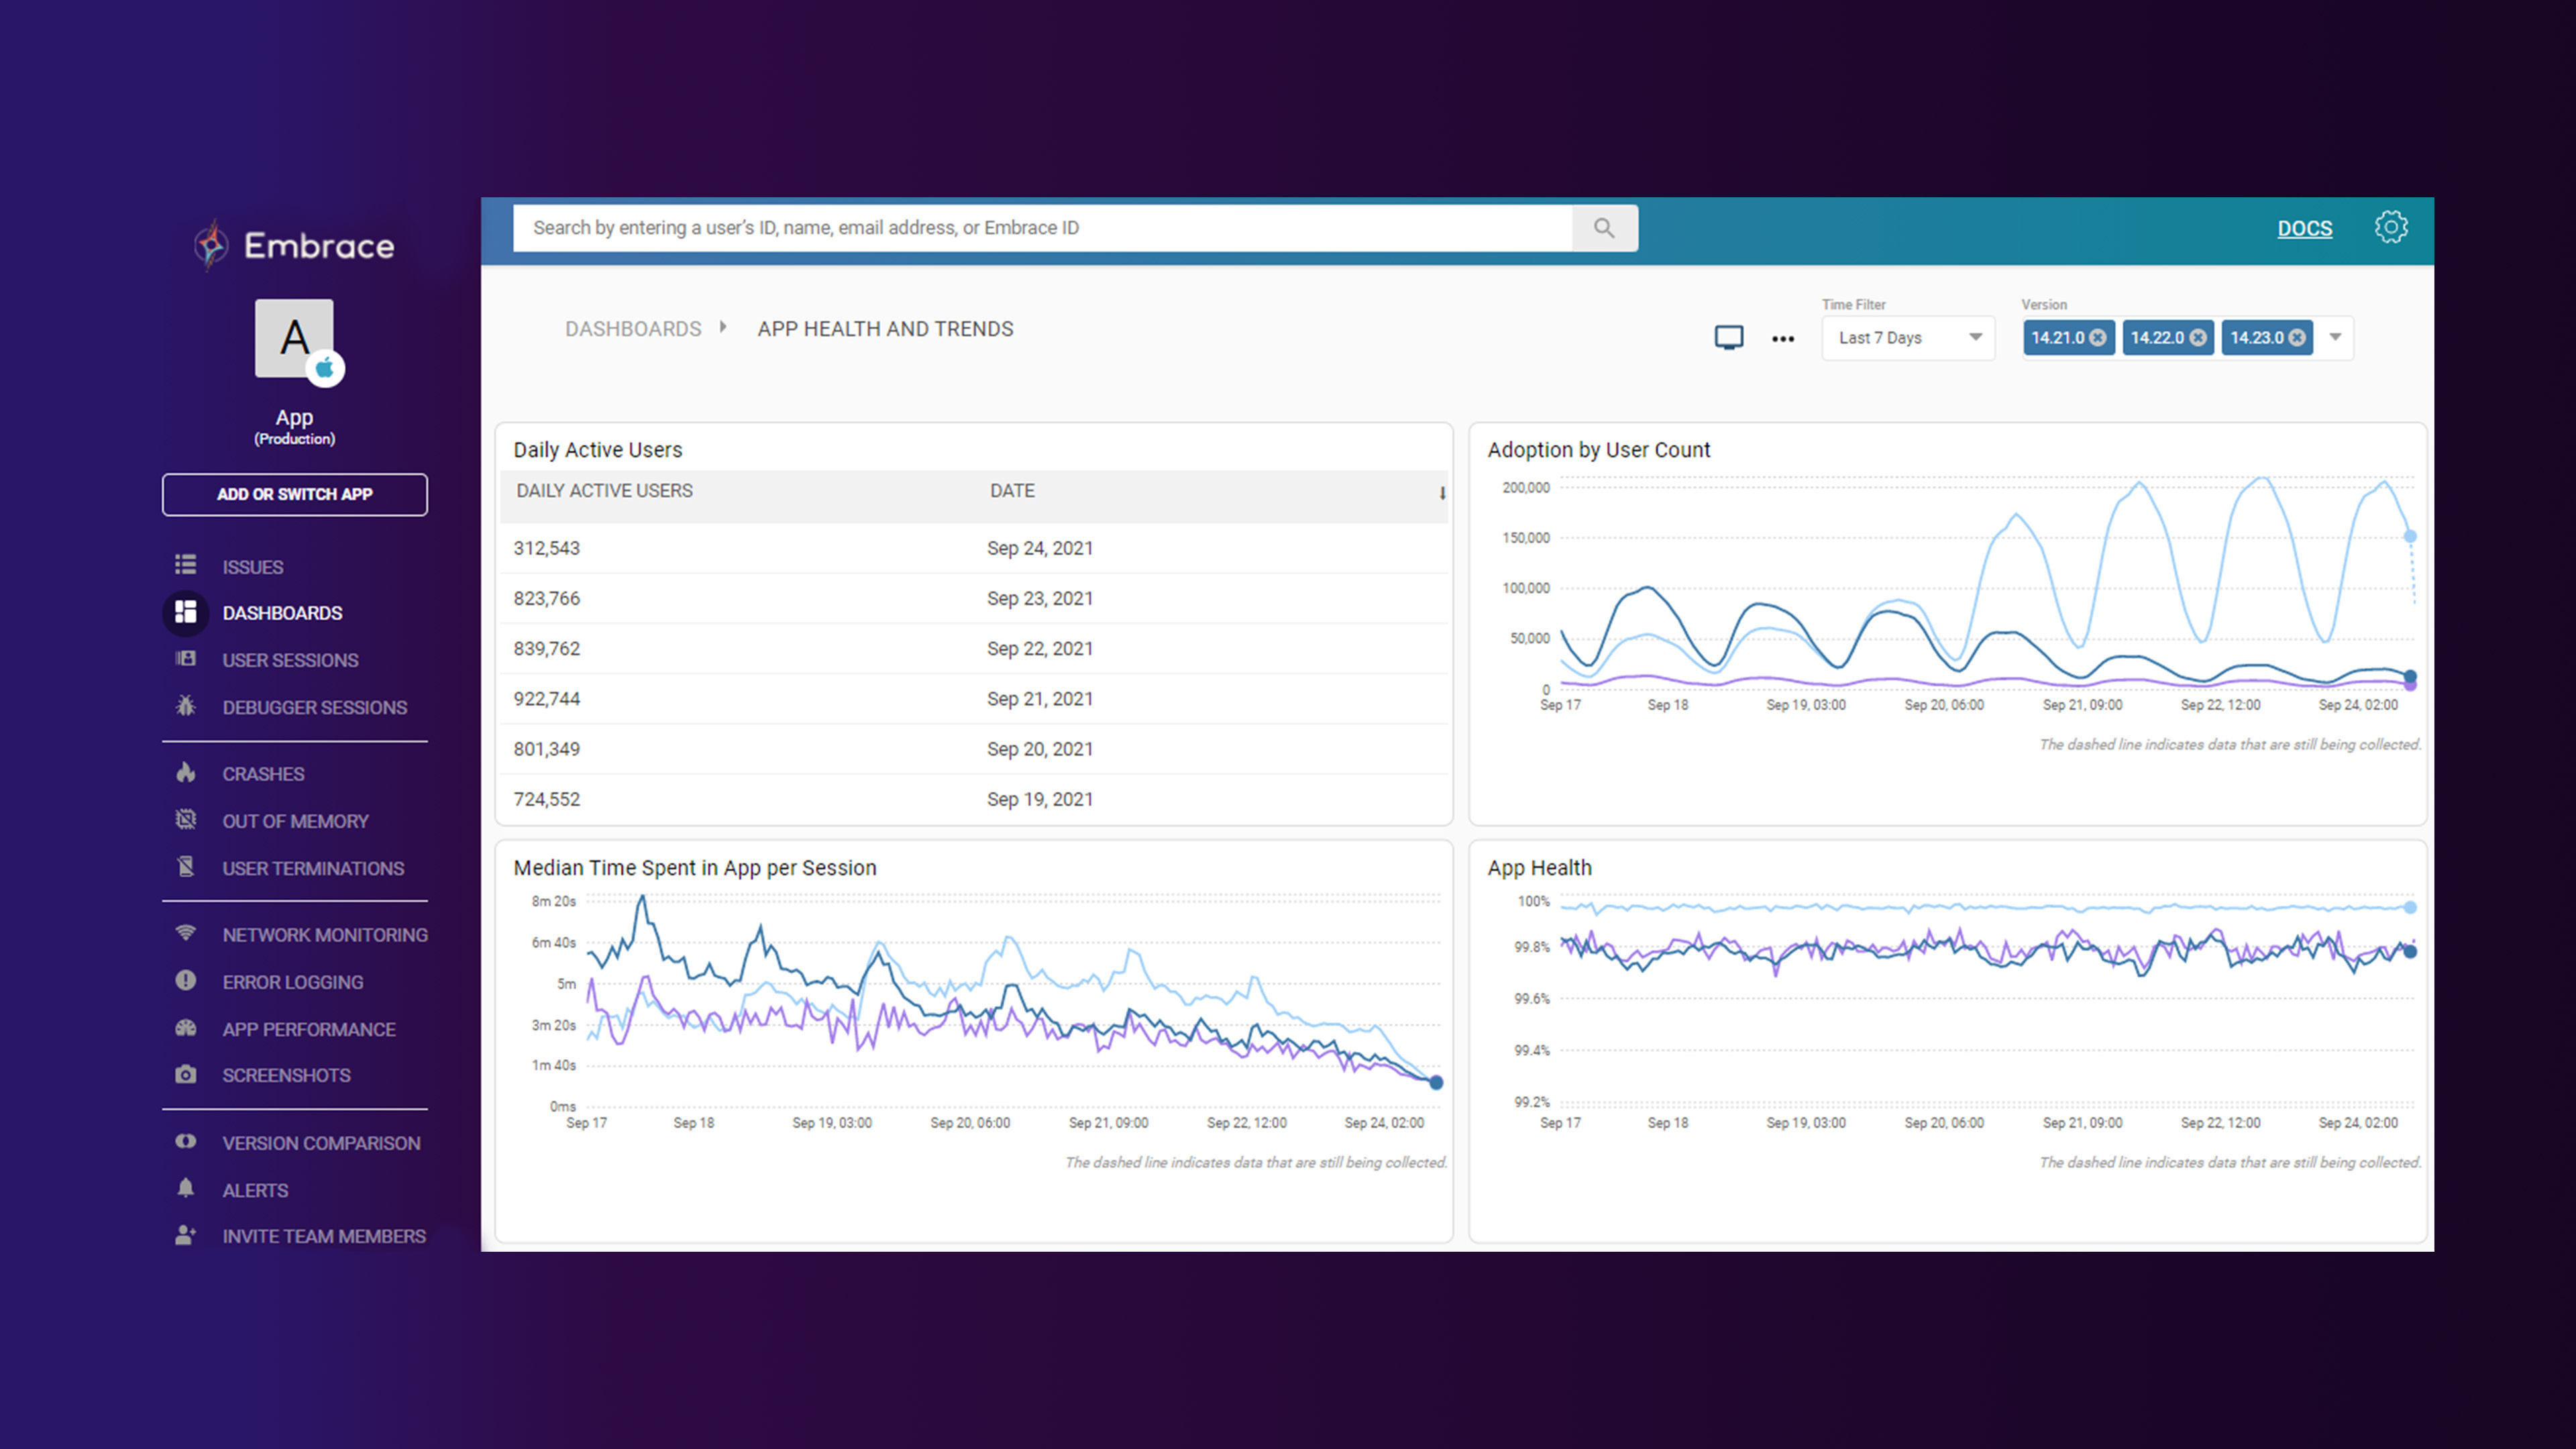 Embrace
A
App
(Production)
ADD OR SWITCH APP
ISSUES
DASHBOARDS
USER SESSIONS
DEBUGGER SESSIONS
CRASHES
OUT OF MEMORY
USER TERMINATIONS
NETWORK MONITORING
ERROR LOGGING
APP PERFORMANCE
SCREENSHOTS
VERSION COMPARISON
ALERTS
INVITE TEAM MEMBERS
Search by entering a user’s ID, name, email address, or Embrace ID
DOCS
DASHBOARDS APP HEALTH AND TRENDS
Time Filter
Last 7 Days
Version
14.21.0 14.22.0 14.23.0
Daily Active Users
DAILY ACTIVE USERS DATE
312,543 Sep 24, 2021
823,766 Sep 23, 2021
839,762 Sep 22, 2021
922,744 Sep 21, 2021
801,349 Sep 20, 2021
724,552 Sep 19, 2021
Adoption by User Count
200,000
150,000
100,000
50,000
0
Sep 17 Sep 18 Sep 19, 03:00 Sep 20, 06:00 Sep 21, 09:00 Sep 22, 12:00 Sep 24, 02:00
The dashed line indicates data that are still being collected.
Median Time Spent in App per Session
8m 20s
6m 40s
5m
3m 20s
1m 40s
0ms
Sep 17 Sep 18 Sep 19, 03:00 Sep 20, 06:00 Sep 21, 09:00 Sep 22, 12:00 Sep 24, 02:00
The dashed line indicates data that are still being collected.
App Health
100%
99.8%
99.6%
99.4%
99.2%
Sep 17 Sep 18 Sep 19, 03:00 Sep 20, 06:00 Sep 21, 09:00 Sep 22, 12:00 Sep 24, 02:00
The dashed line indicates data that are still being collected.